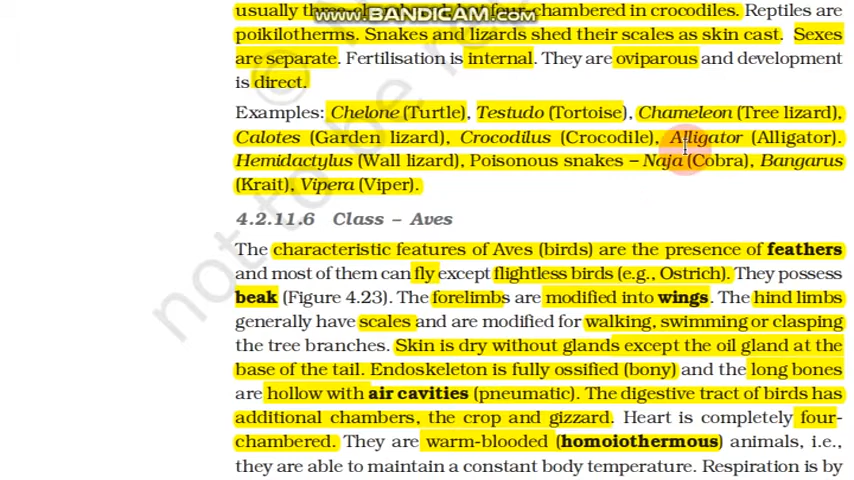 usually three-chambered, but four-chambered in crocodiles. Reptiles are
www.BANDICAM.com
poikilotherms. Snakes and lizards shed their scales as skin cast. Sexes
are separate. Fertilisation is internal. They are oviparous and development
is direct.
Examples: Chelone (Turtle), Testudo (Tortoise), Chameleon (Tree lizard),
Calotes (Garden lizard), Crocodilus (Crocodile), Alligator (Alligator).
Hemidactylus (Wall lizard), Poisonous snakes – Naja (Cobra), Bangarus
(Krait), Vipera (Viper).
4.2.11.6 Class – Aves
The characteristic features of Aves (birds) are the presence of feathers
and most of them can fly except flightless birds (e.g., Ostrich). They possess
beak (Figure 4.23). The forelimbs are modified into wings. The hind limbs
generally have scales and are modified for walking, swimming or clasping
the tree branches. Skin is dry without glands except the oil gland at the
base of the tail. Endoskeleton is fully ossified (bony) and the long bones
are hollow with air cavities (pneumatic). The digestive tract of birds has
additional chambers, the crop and gizzard. Heart is completely four-
chambered. They are warm-blooded (homoiothermous) animals, i.e.,
they are able to maintain a constant body temperature. Respiration is by
© not to be re